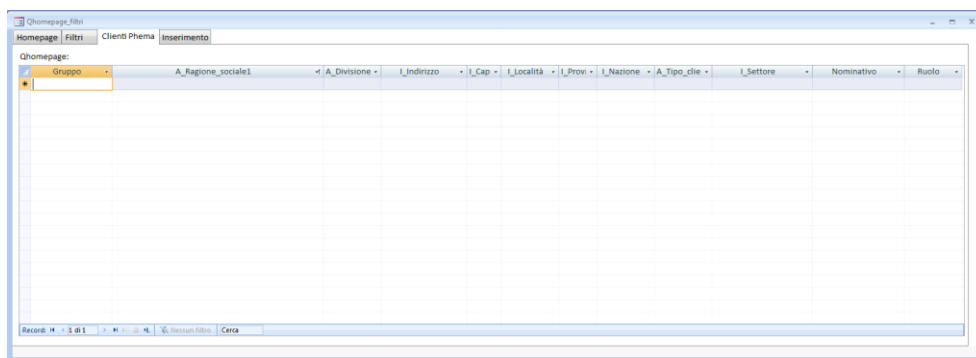 Qhomepage_filtri
Homepage Filtri Clienti Phema Inserimento
Qhomepage:
Gruppo A_Ragione_sociale1 A_Divisione I_Indirizzo I_Cap I_Località I_Provi I_Nazione A_Tipo_clie I_Settore Nominativo Ruolo
Record: 1 di 1 Nessun filtro Cerca